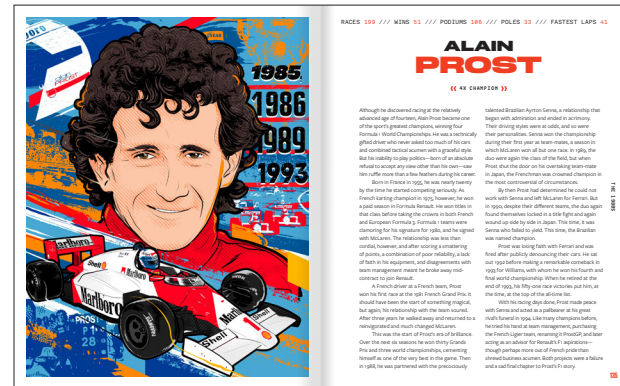 1985
1986
1989
1993
Shell
Marlboro
Shell
Marlboro
Marlboro
PROS
P 1
28
RACES 199 /// WINS 51 /// PODIUMS 106 /// POLES 33 /// FASTEST LAPS 41
ALAIN
PROST
4X CHAMPION
Although he discovered racing at the relatively
advanced age of fourteen, Alain Prost became one
of the sport's greatest champions, winning four
Formula 1 World Championships. He was a technically
gifted driver who never asked too much of his cars
and combined tactical acumen with a graceful style.
But his inability to play politics—born of an absolute
refusal to accept any view other than his own—saw
him ruffle more than a few feathers during his career.
Born in France in 1955, he was nearly twenty
by the time he started competing seriously. As
French karting champion in 1975, however, he won
a paid season in Formula Renault. He won titles in
that class before taking the crowns in both French
and European Formula 3. Formula 1 teams were
clamoring for his signature for 1980, and he signed
with McLaren. The relationship was less than
cordial, however, and after scoring a smattering
of points, a combination of poor reliability, a lack
of faith in his equipment, and disagreements with
team management meant he broke away mid-
contract to join Renault.
A French driver at a French team, Prost
won his first race at the 1981 French Grand Prix. It
should have been the start of something magical,
but again, his relationship with the team soured.
After three years he walked away and returned to a
reinvigorated and much changed McLaren.
This was the start of Prost's era of brilliance.
Over the next six seasons he won thirty Grands
Prix and three world championships, cementing
himself as one of the very best in the game. Then
in 1988, he was partnered with the precociously
talented Brazilian Ayrton Senna, a relationship that
began with admiration and ended in acrimony.
Their driving styles were at odds, and so were
their personalities. Senna won the championship
during their first year as team-mates, a season in
which McLaren won all but one race. In 1989, the
duo were again the class of the field, but when
Prost shut the door on his overtaking team-mate
in Japan, the Frenchman was crowned champion in
the most controversial of circumstances.
By then Prost had determined he could not
work with Senna and left McLaren for Ferrari. But
in 1990, despite their different teams, the duo again
found themselves locked in a title fight and again
wound up side by side in Japan. This time, it was
Senna who failed to yield. This time, the Brazilian
was named champion.
Prost was losing faith with Ferrari and was
fired after publicly denouncing their cars. He sat
out 1992 before making a remarkable comeback in
1993 for Williams, with whom he won his fourth and
final world championship. When he retired at the
end of 1993, his fifty-one race victories put him, at
the time, at the top of the all-time list.
With his racing days done, Prost made peace
with Senna and acted as a pallbearer at his great
rival's funeral in 1994. Like many champions before,
he tried his hand at team management, purchasing
the French Ligier team, renaming it ProstGP, and later
acting as an advisor for Renault's F1 aspirations—
though perhaps more out of French pride than
shrewd business acumen. Both projects were a failure
and a sad final chapter to Prost's F1 story.
THE 1980S